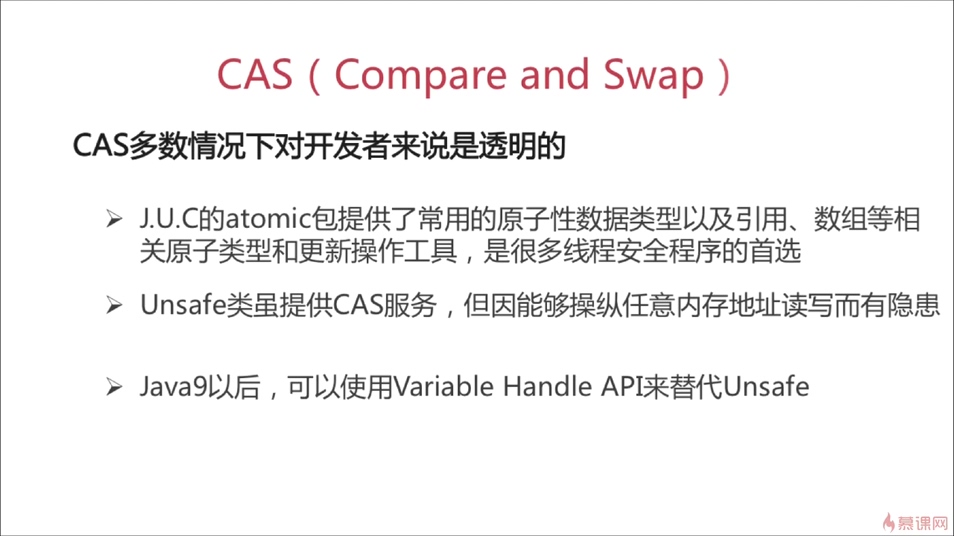 CAS（Compare and Swap）
CAS多数情况下对开发者来说是透明的
J.U.C的atomic包提供了常用的原子性数据类型以及引用、数组等相
关原子类型和更新操作工具，是很多线程安全程序的首选
Unsafe类虽提供CAS服务，但因能够操纵任意内存地址读写而有隐患
Java9以后，可以使用Variable Handle API来替代Unsafe
慕课网